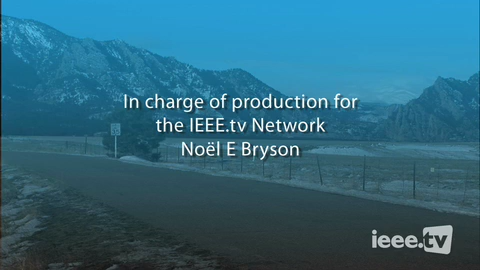 In charge of production for
the IEEE.tv Network
Noël E Bryson
ieee.tv